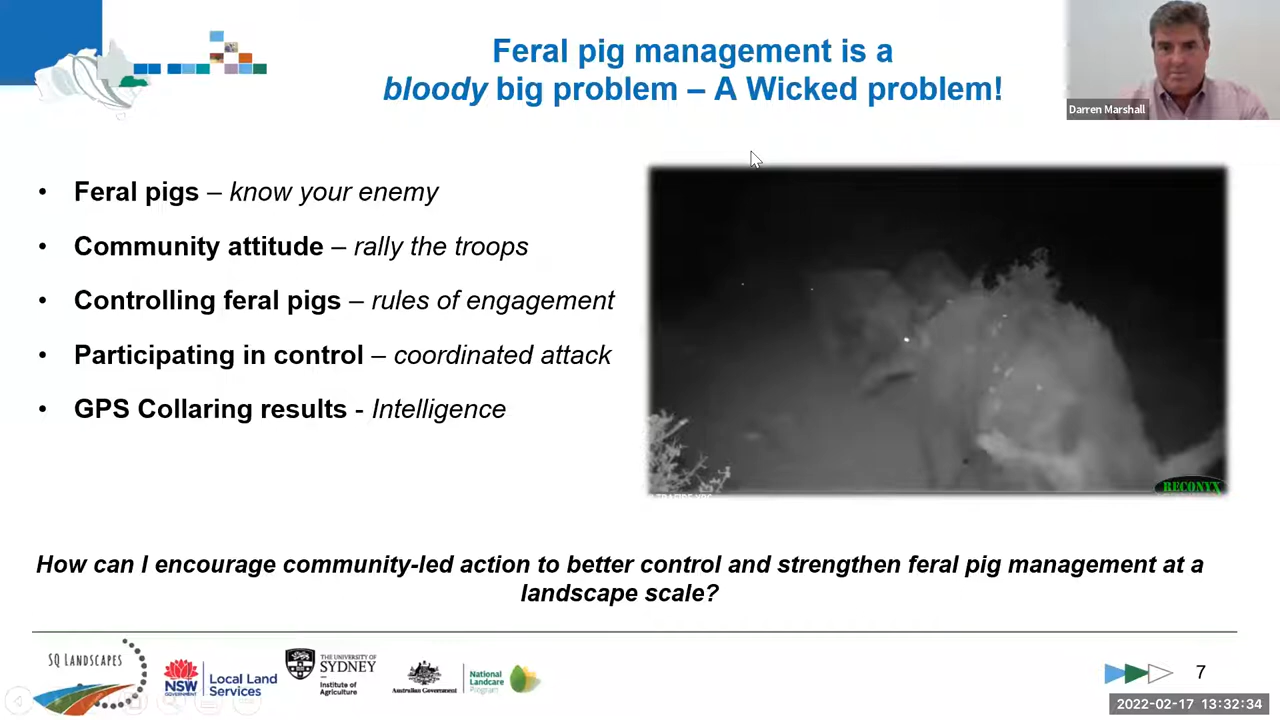 Feral pig management is a
bloody big problem – A Wicked problem!
Darren Marshall
• Feral pigs – know your enemy
• Community attitude – rally the troops
• Controlling feral pigs – rules of engagement
• Participating in control – coordinated attack
• GPS Collaring results - Intelligence
RECONYX
How can I encourage community-led action to better control and strengthen feral pig management at a
landscape scale?
SQ LANDSCAPES
NSW
GOVERNMENT
Local Land
Services
THE UNIVERSITY OF
SYDNEY
Institute of
Agriculture
Australian Government
National
Landcare
Program
7
2022-02-17 13:32:34